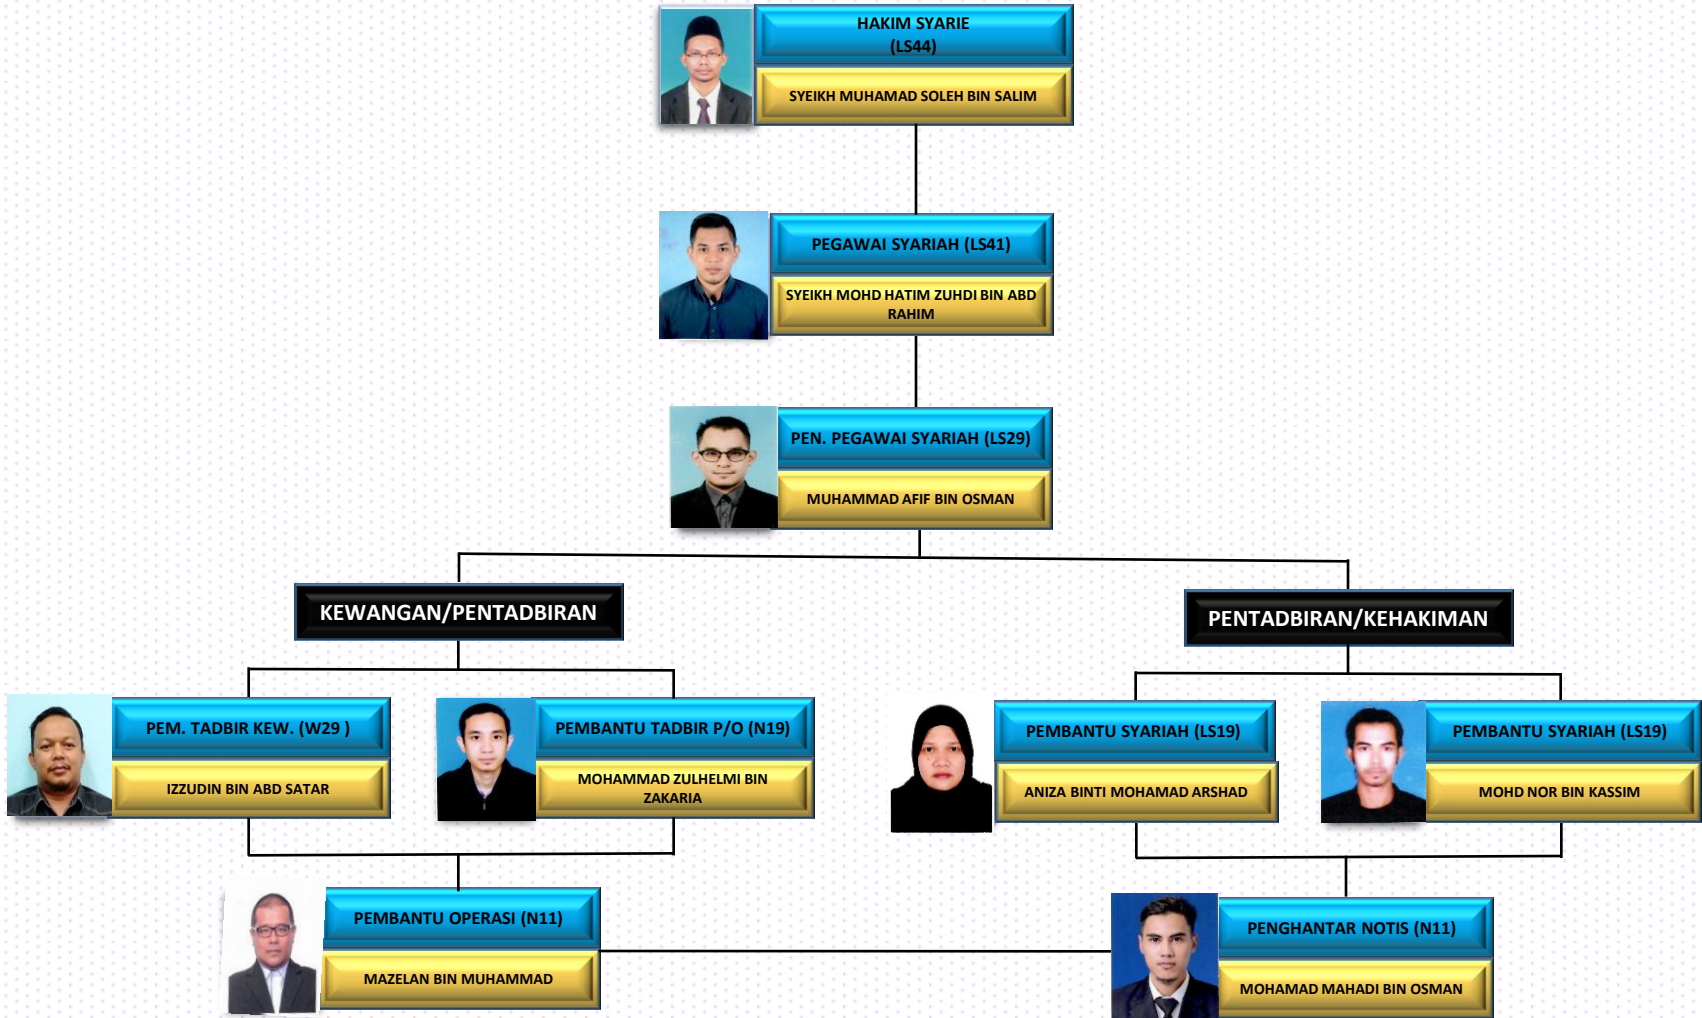 HAKIM SYARIE
(LS44)
SYEIKH MUHAMAD SOLEH BIN SALIM
PEGAWAI SYARIAH (LS41)
SYEIKH MOHD HATIM ZUHDI BIN ABD
RAHIM
PEN. PEGAWAI SYARIAH (LS29)
MUHAMMAD AFIF BIN OSMAN
KEWANGAN/PENTADBIRAN
PENTADBIRAN/KEHAKIMAN
PEM. TADBIR KEW. (W29 )
IZZUDIN BIN ABD SATAR
PEMBANTU TADBIR P/O (N19)
MOHAMMAD ZULHELMI BIN
ZAKARIA
PEMBANTU SYARIAH (LS19)
ANIZA BINTI MOHAMAD ARSHAD
PEMBANTU SYARIAH (LS19)
MOHD NOR BIN KASSIM
PEMBANTU OPERASI (N11)
MAZELAN BIN MUHAMMAD
PENGHANTAR NOTIS (N11)
MOHAMAD MAHADI BIN OSMAN